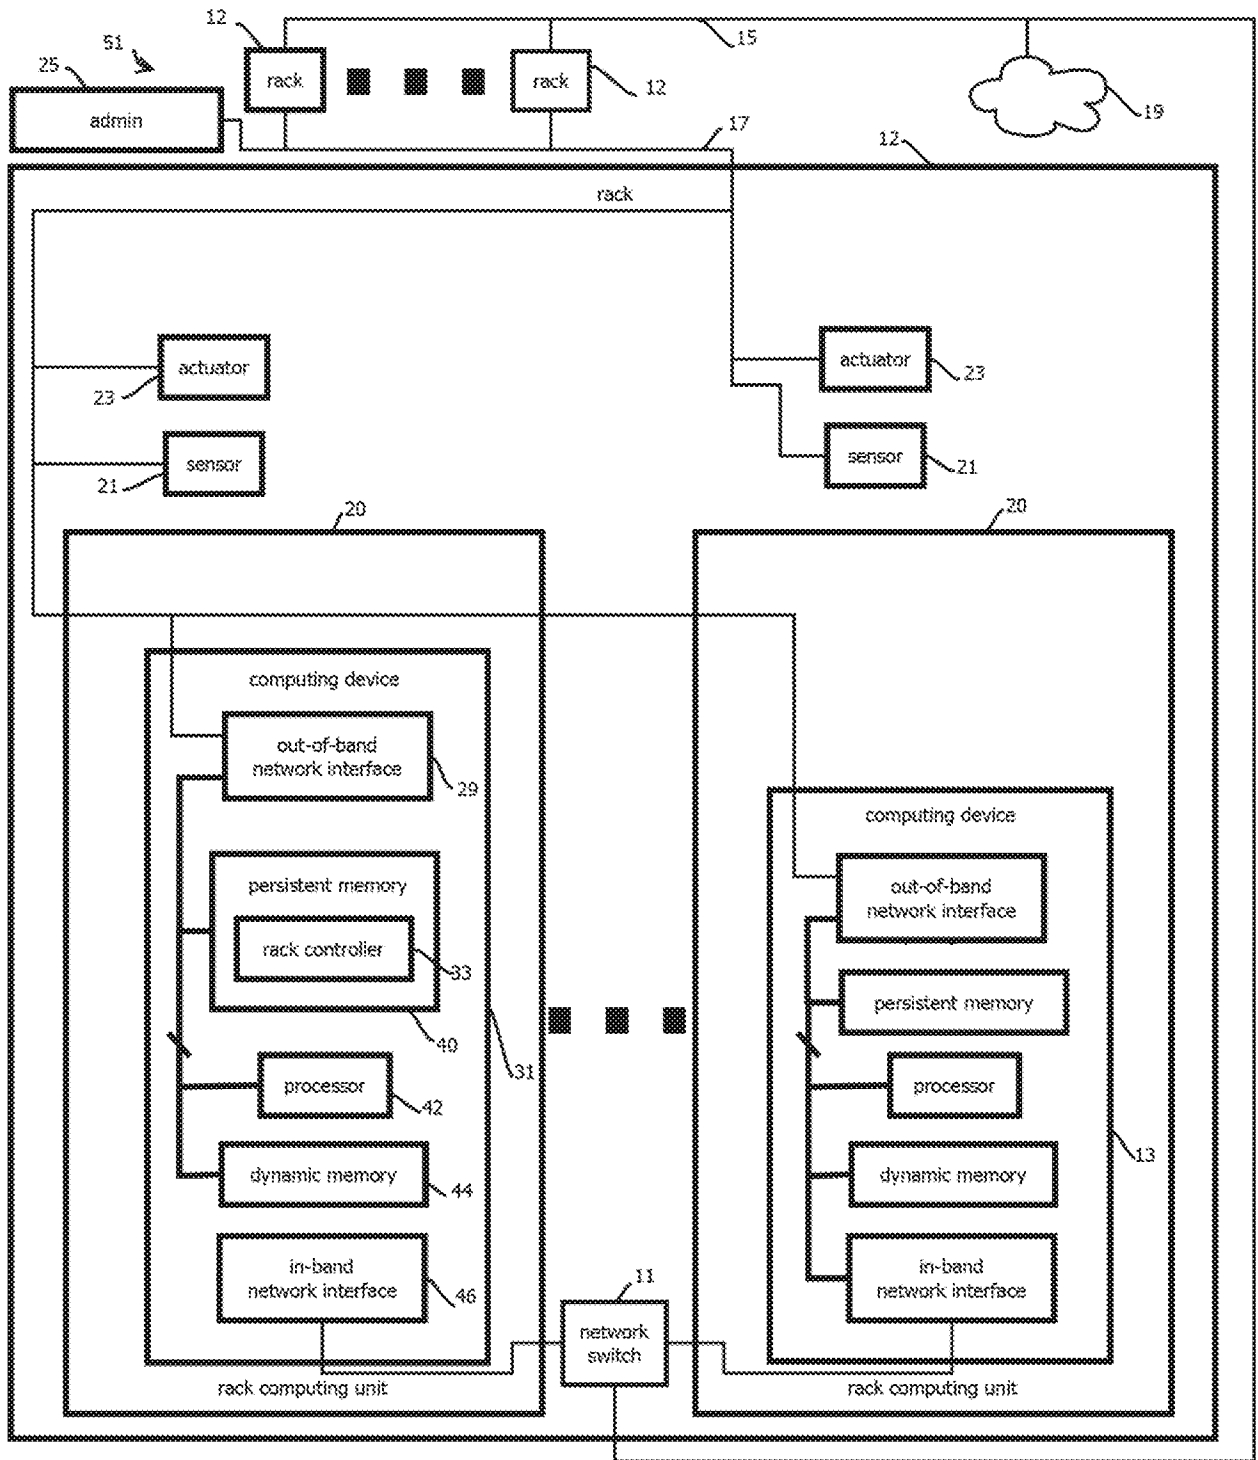 12
51
25
rack
rack
12
15
19
admin
17
12
rack
actuator
23
actuator
23
sensor
21
sensor
21
20
20
computing device
out-of-band
network interface
29
persistent memory
rack controller
33
40
31
processor
42
dynamic memory
44
in-band
network interface
46
rack computing unit
11
network
switch
computing device
out-of-band
network interface
persistent memory
processor
13
dynamic memory
in-band
network interface
rack computing unit